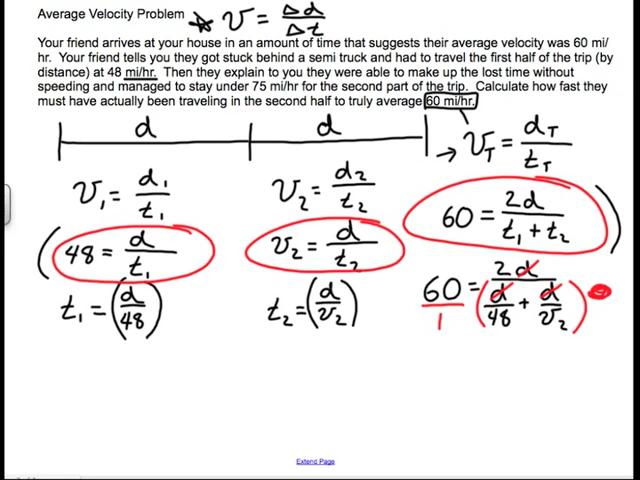 Average Velocity Problem ★ v = Δd/Δt
Your friend arrives at your house in an amount of time that suggests their average velocity was 60 mi/
hr. Your friend tells you they got stuck behind a semi truck and had to travel the first half of the trip (by
distance) at 48 mi/hr. Then they explain to you they were able to make up the lost time without
speeding and managed to stay under 75 mi/hr for the second part of the trip. Calculate how fast they
must have actually been traveling in the second half to truly average 60 mi/hr.
d d
→ v_T = d_T/t_T
v₁ = d₁/t₁ v₂ = d₂/t₂
(48 = d/t₁ v₂ = d/t₂ 60 = 2d/(t₁ + t₂))
t₁ = (d/48) t₂ = (d/v₂) 60/1 = 2d/(d/48 + d/v₂)
Extend Page